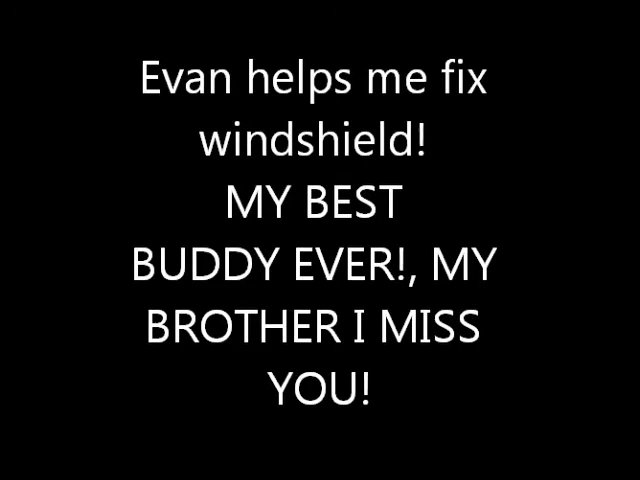 Evan helps me fix
windshield!
MY BEST
BUDDY EVER!, MY
BROTHER I MISS
YOU!